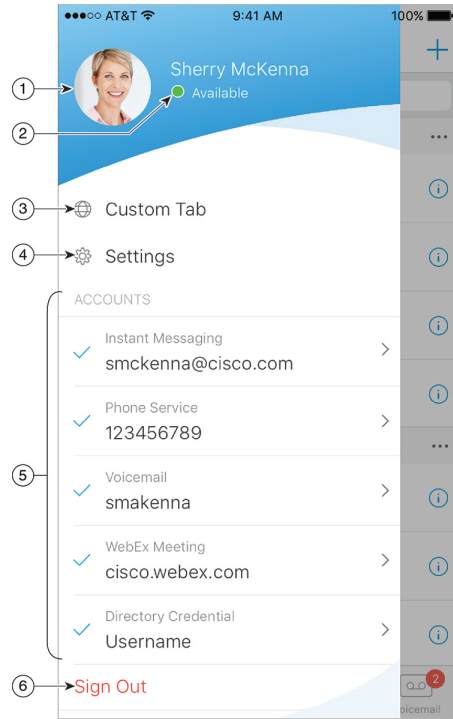 AT&T 9:41 AM 100%
Sherry McKenna
1
Available
2
3 Custom Tab
4 Settings
ACCOUNTS
Instant Messaging
smckenna@cisco.com
Phone Service
123456789
5
Voicemail
smakenna
WebEx Meeting
cisco.webex.com
Directory Credential
Username
6 Sign Out
2
oicemail